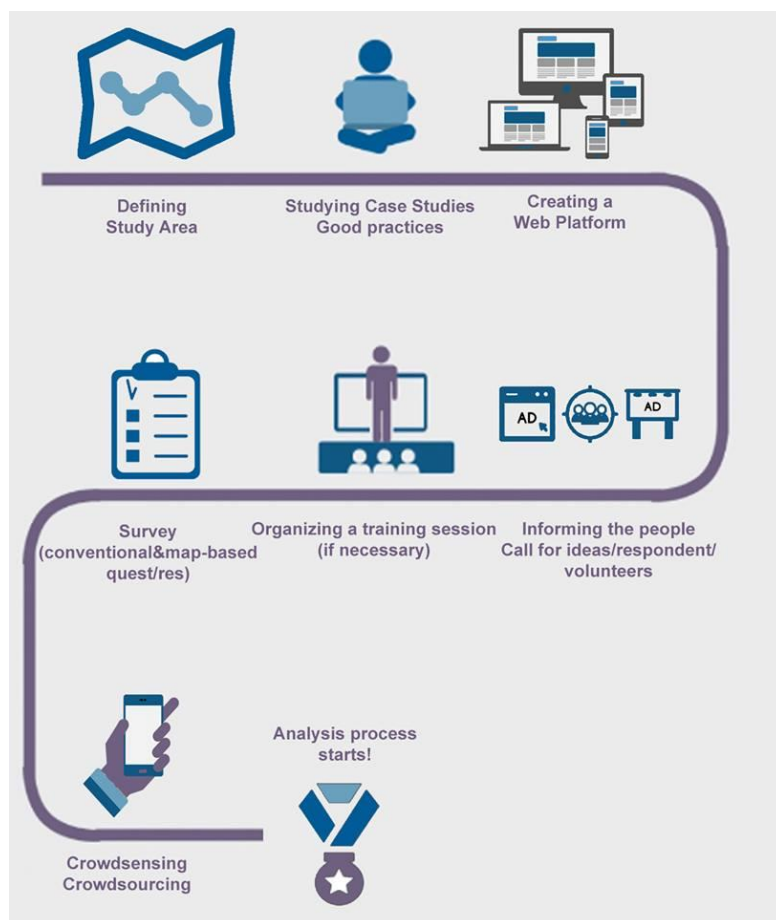 Defining
Study Area
Studying Case Studies
Good practices
Creating a
Web Platform
AD
AD
Informing the people
Call for ideas/respondent/
volunteers
Organizing a training session
(if necessary)
Survey
(conventional&map-based
quest/res)
Crowdsensing
Crowdsourcing
Analysis process
starts!